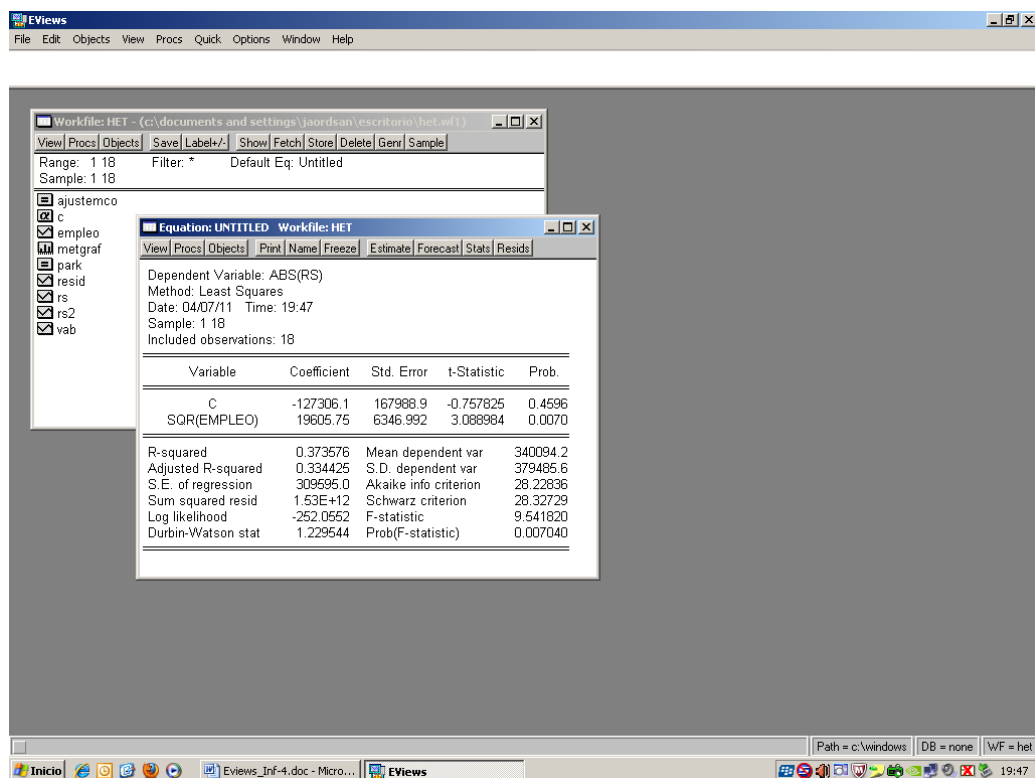 EViews
File Edit Objects View Procs Quick Options Window Help
Workfile: HET - (c:\documents and settings\jaordsan\escritorio\het.wf1)
View Procs Objects Save Label+/- Show Fetch Store Delete Genr Sample
Range: 1 18 Filter: * Default Eq: Untitled
Sample: 1 18
ajustemco
c
empleo
metgraf
park
resid
rs
rs2
vab
Equation: UNTITLED Workfile: HET
View Procs Objects Print Name Freeze Estimate Forecast Stats Resids
Dependent Variable: ABS(RS)
Method: Least Squares
Date: 04/07/11 Time: 19:47
Sample: 1 18
Included observations: 18
Variable Coefficient Std. Error t-Statistic Prob.
C -127306.1 167988.9 -0.757825 0.4596
SQR(EMPLEO) 19605.75 6346.992 3.088984 0.0070
R-squared 0.373576 Mean dependent var 340094.2
Adjusted R-squared 0.334425 S.D. dependent var 379485.6
S.E. of regression 309595.0 Akaike info criterion 28.22836
Sum squared resid 1.53E+12 Schwarz criterion 28.32729
Log likelihood -252.0552 F-statistic 9.541820
Durbin-Watson stat 1.229544 Prob(F-statistic) 0.007040
Path = c:\windows DB = none WF = het
Inicio Eviews_Inf-4.doc - Micro... EViews 19:47